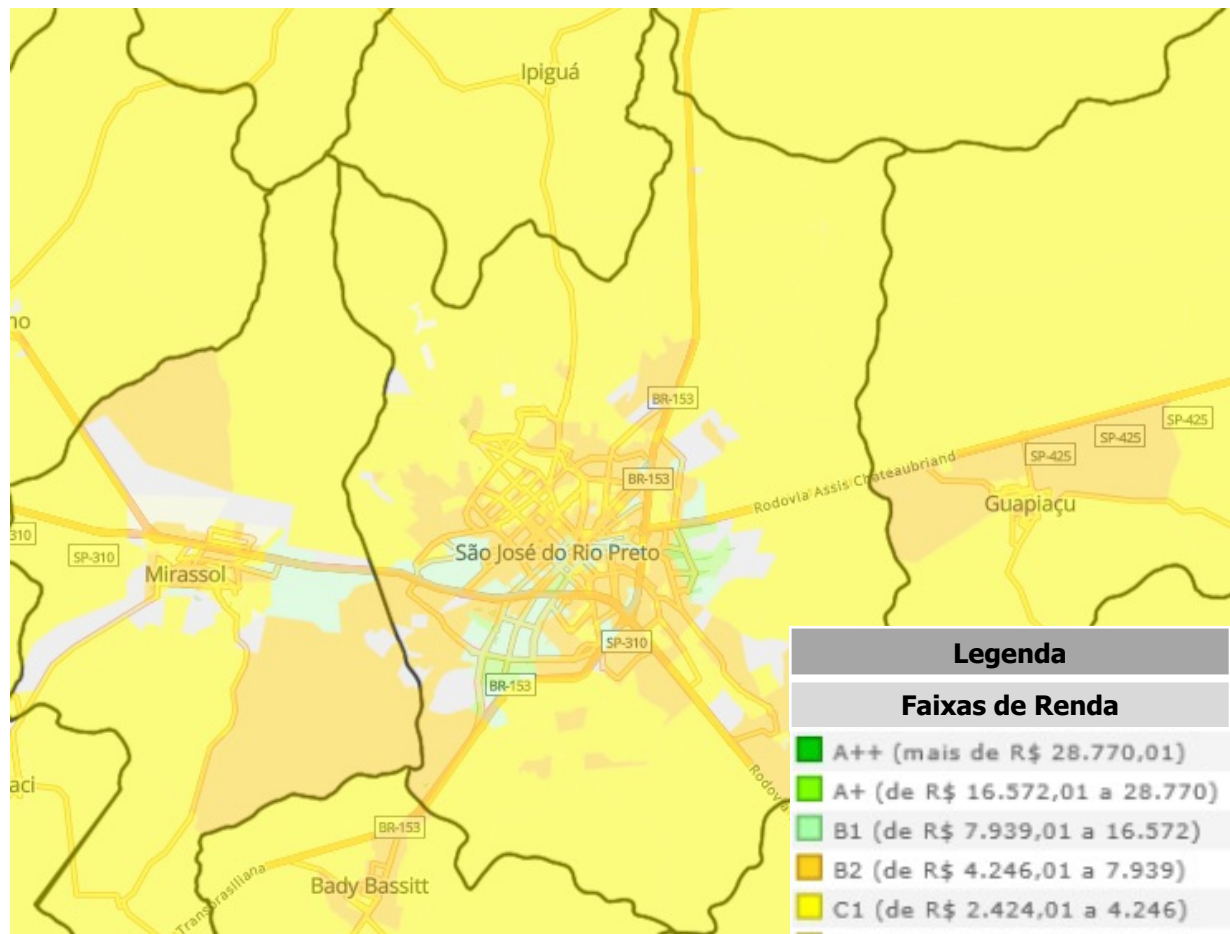 Ipiguá
no
BR-153
SP-425
SP-425
SP-425
BR-153
Rodovia Assis Chateaubriand
Guapiaçu
310
SP-310
São José do Rio Preto
Mirassol
SP-310
BR-153
aci
Rodovia
BR-153
Transbrasiliana
Bady Bassitt
Legenda
Faixas de Renda
A++ (mais de R$ 28.770,01)
A+ (de R$ 16.572,01 a 28.770)
B1 (de R$ 7.939,01 a 16.572)
B2 (de R$ 4.246,01 a 7.939)
C1 (de R$ 2.424,01 a 4.246)